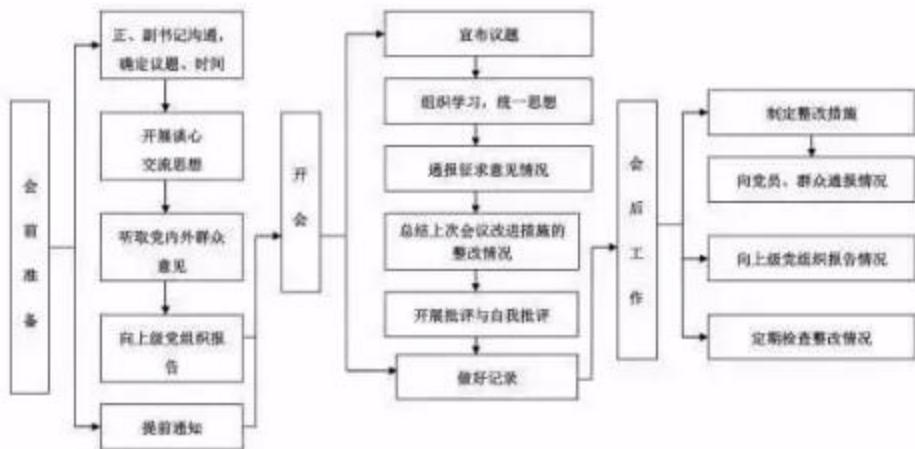 会前准备
正、副书记沟通，
确定议题、时间
开展谈心
交流思想
听取党内外群众
意见
向上级党组织报
告
提前通知
开会
宣布议题
组织学习，统一思想
通报征求意见情况
总结上次会议改进措施的
整改情况
开展批评与自我批评
做好记录
会后工作
制定整改措施
向党员、群众通报情况
向上级党组织报告情况
定期检查整改情况